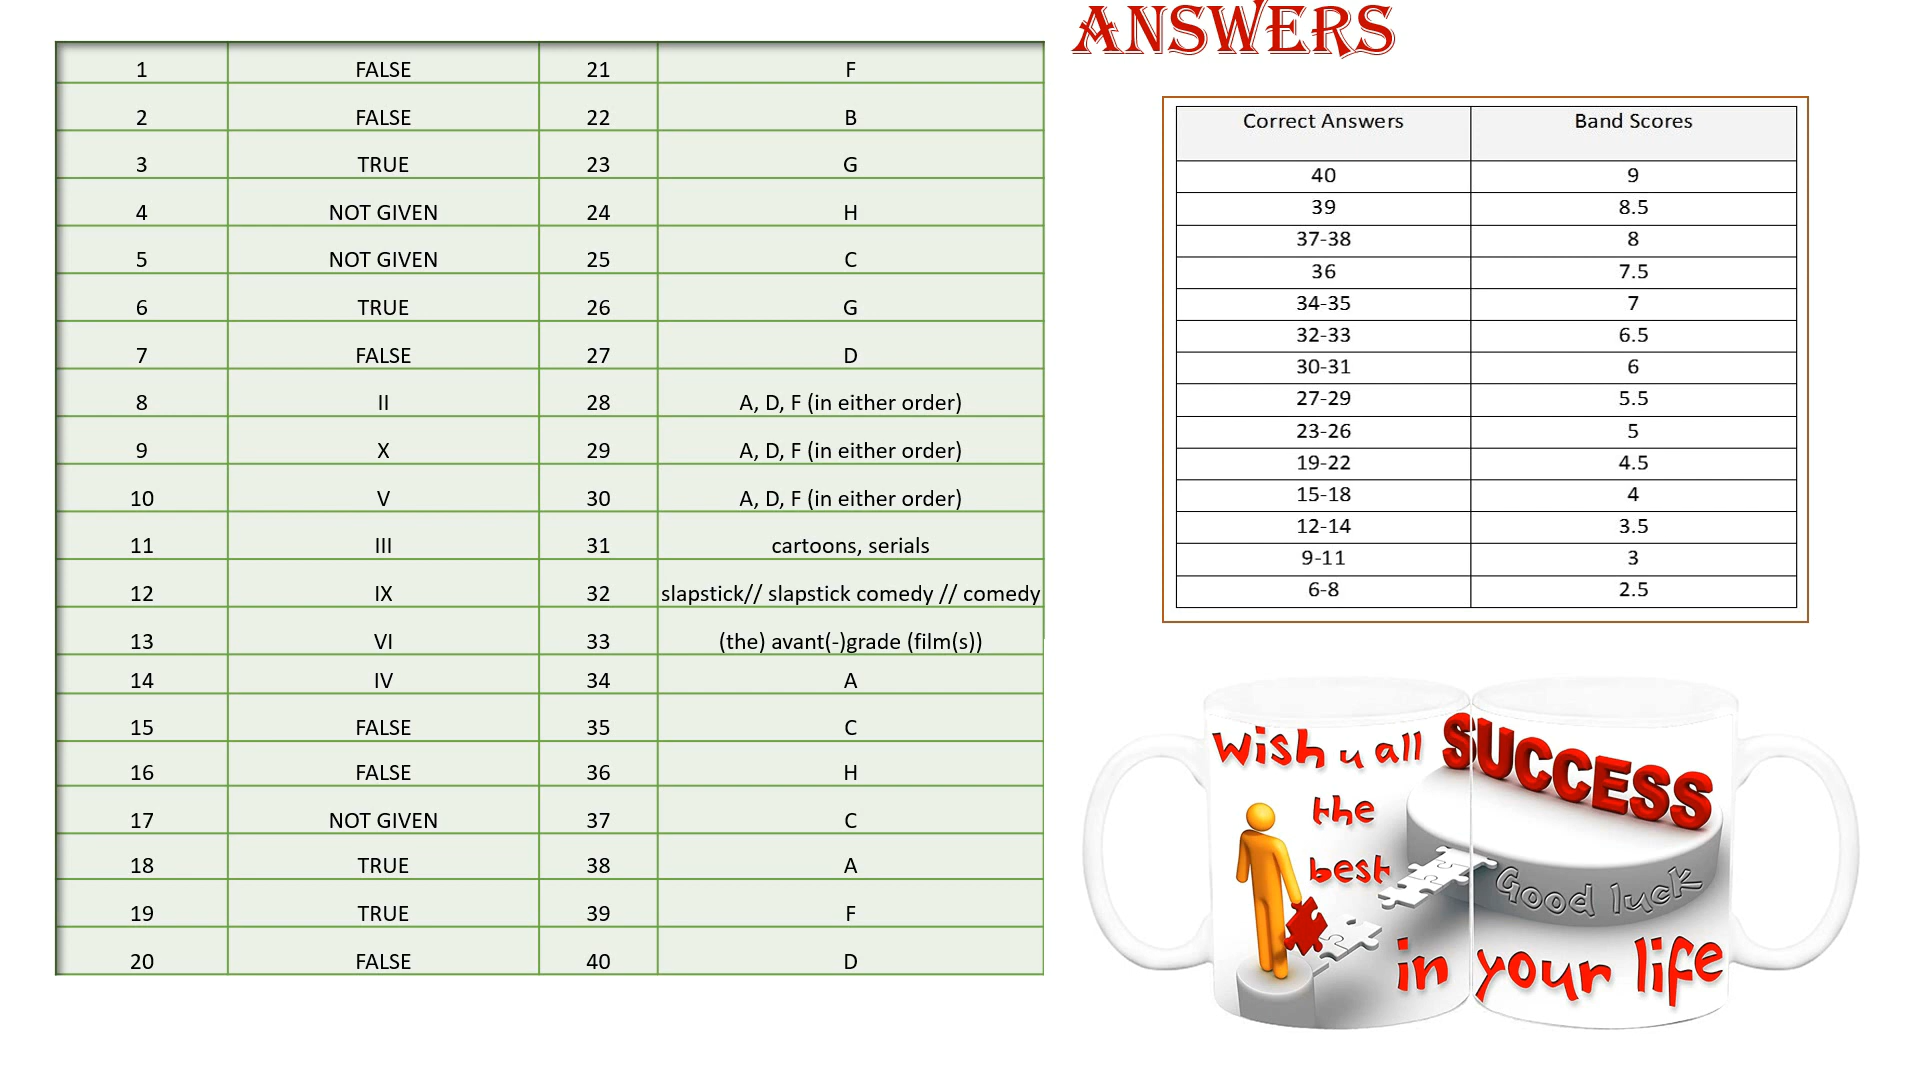 ANSWERS
1 FALSE 21 F
2 FALSE 22 B
3 TRUE 23 G
4 NOT GIVEN 24 H
5 NOT GIVEN 25 C
6 TRUE 26 G
7 FALSE 27 D
8 II 28 A, D, F (in either order)
9 X 29 A, D, F (in either order)
10 V 30 A, D, F (in either order)
11 III 31 cartoons, serials
12 IX 32 slapstick// slapstick comedy // comedy
13 VI 33 (the) avant(-)grade (film(s))
14 IV 34 A
15 FALSE 35 C
16 FALSE 36 H
17 NOT GIVEN 37 C
18 TRUE 38 A
19 TRUE 39 F
20 FALSE 40 D
Correct Answers Band Scores
40 9
39 8.5
37-38 8
36 7.5
34-35 7
32-33 6.5
30-31 6
27-29 5.5
23-26 5
19-22 4.5
15-18 4
12-14 3.5
9-11 3
6-8 2.5
Wish u all SUCCESS
the
best Good luck
in your life